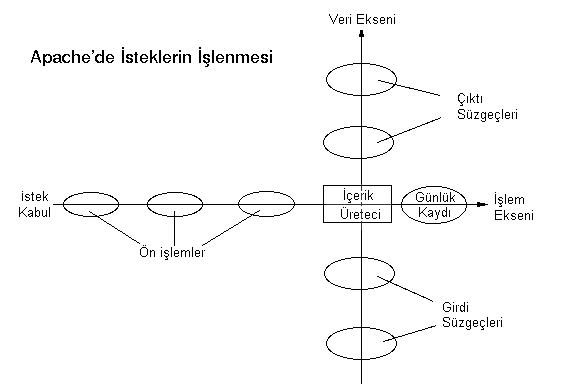 Veri Ekseni
Apache'de İsteklerin İşlenmesi
Çıktı
Süzgeçleri
İstek
Kabul
İçerik
Üreteci
Günlük
Kaydı
İşlem
Ekseni
Ön işlemler
Girdi
Süzgeçleri